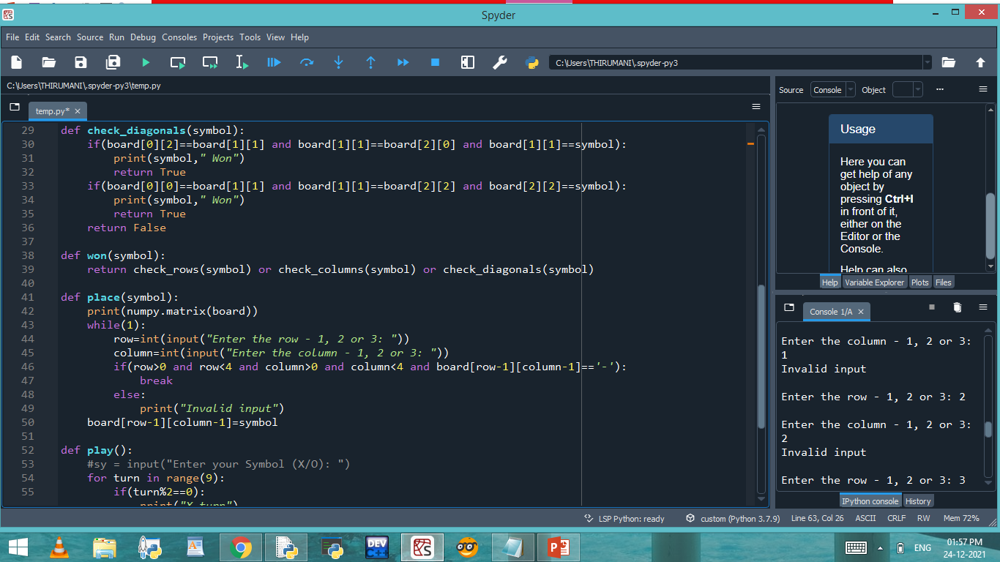 Spyder
File Edit Search Source Run Debug Consoles Projects Tools View Help
C:\Users\THIRUMANI\.spyder-py3
C:\Users\THIRUMANI\.spyder-py3\temp.py
temp.py*
29 def check_diagonals(symbol):
30 if(board[0][2]==board[1][1] and board[1][1]==board[2][0] and board[1][1]==symbol):
31 print(symbol," Won")
32 return True
33 if(board[0][0]==board[1][1] and board[1][1]==board[2][2] and board[2][2]==symbol):
34 print(symbol," Won")
35 return True
36 return False
37
38 def won(symbol):
39 return check_rows(symbol) or check_columns(symbol) or check_diagonals(symbol)
40
41 def place(symbol):
42 print(numpy.matrix(board))
43 while(1):
44 row=int(input("Enter the row - 1, 2 or 3: "))
45 column=int(input("Enter the column - 1, 2 or 3: "))
46 if(row>0 and row<4 and column>0 and column<4 and board[row-1][column-1]=='-'):
47 break
48 else:
49 print("Invalid input")
50 board[row-1][column-1]=symbol
51
52 def play():
53 #sy = input("Enter your Symbol (X/O): ")
54 for turn in range(9):
55 if(turn%2==0):
print("X turn")
Source Console Object
Usage
Here you can
get help of any
object by
pressing Ctrl+I
in front of it,
either on the
Editor or the
Console.
Help can also
Help Variable Explorer Plots Files
Console 1/A
Enter the column - 1, 2 or 3:
1
Invalid input
Enter the row - 1, 2 or 3: 2
Enter the column - 1, 2 or 3:
2
Invalid input
Enter the row - 1, 2 or 3: 3
IPython console History
LSP Python: ready custom (Python 3.7.9) Line 63, Col 26 ASCII CRLF RW Mem 72%
DEV C++
ENG
01:57 PM
24-12-2021